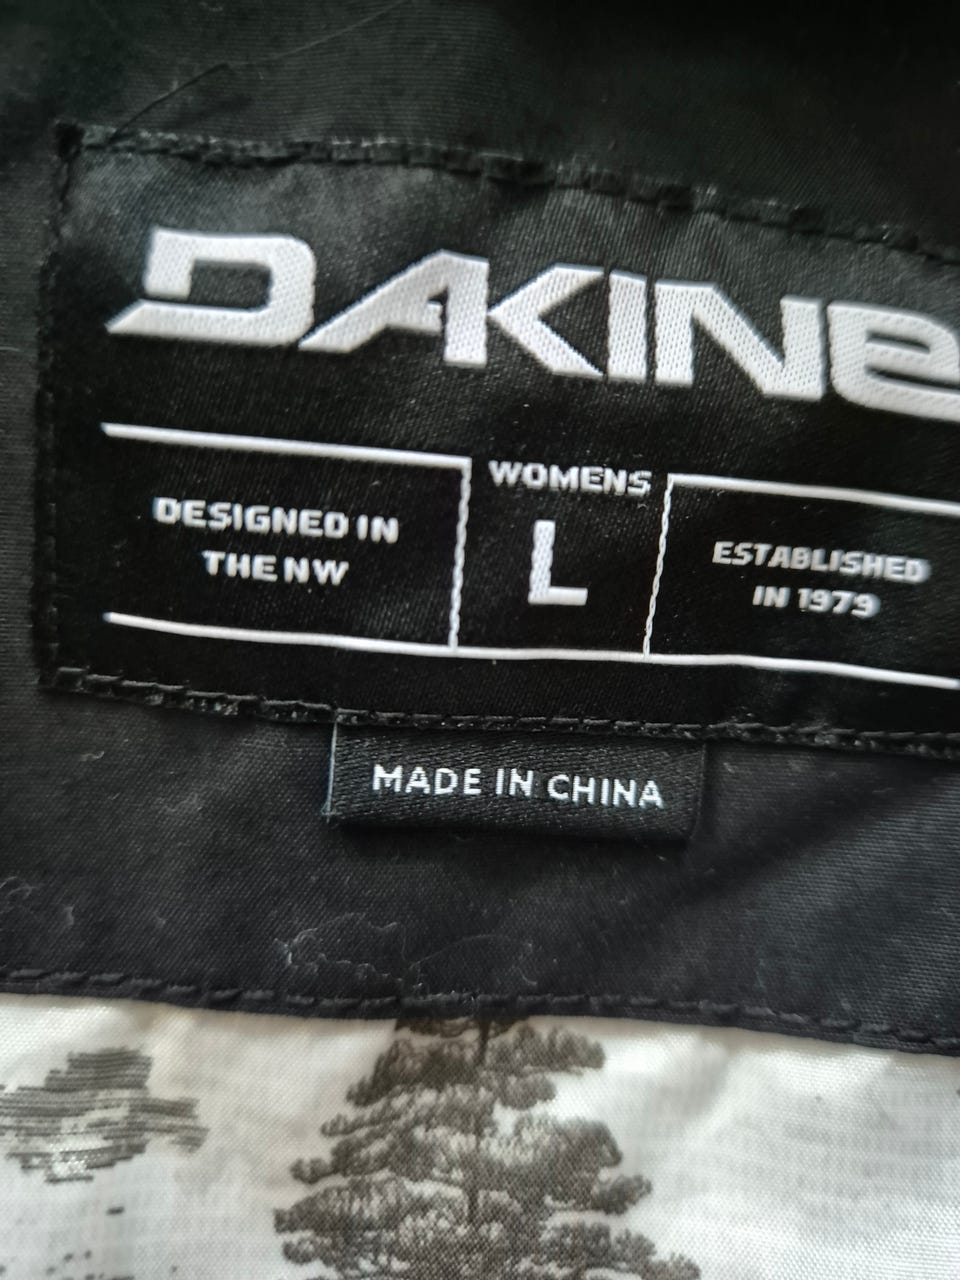 DAKINE
WOMENS
L
DESIGNED IN
THE NW
ESTABLISHED
IN 1979
MADE IN CHINA